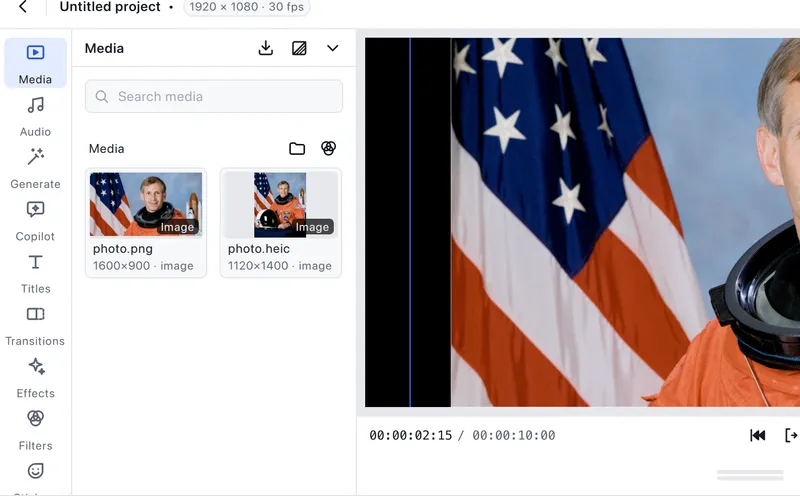 Untitled project • 1920 × 1080 · 30 fps
Media
Media
Search media
Audio
Media
Generate
Image
Image
photo.png
photo.heic
1600×900 · image
1120×1400 · image
Copilot
Titles
Transitions
Effects
Filters
00:00:02:15 / 00:00:10:00